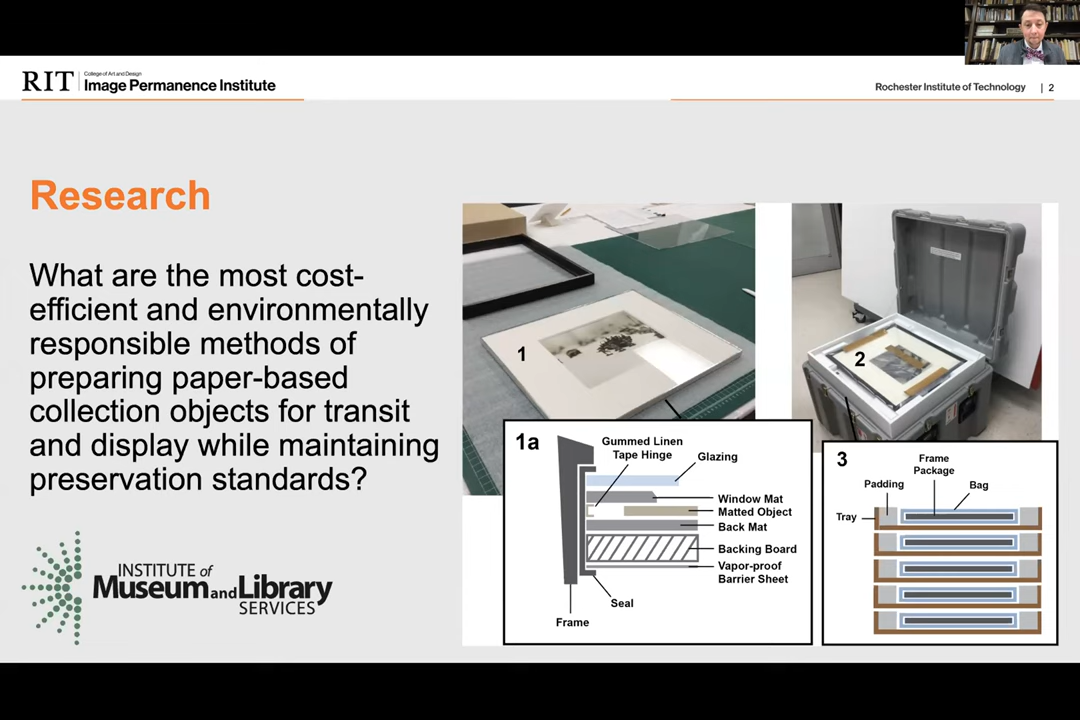 RIT
College of Art and Design
Image Permanence Institute
Rochester Institute of Technology | 2
Research
What are the most cost-
efficient and environmentally
responsible methods of
preparing paper-based
collection objects for transit
and display while maintaining
preservation standards?
INSTITUTE of
Museum and Library
SERVICES
1
2
1a
Gummed Linen
Tape Hinge
Glazing
Window Mat
Matted Object
Back Mat
Backing Board
Vapor-proof
Barrier Sheet
Seal
Frame
3
Frame
Package
Padding
Bag
Tray